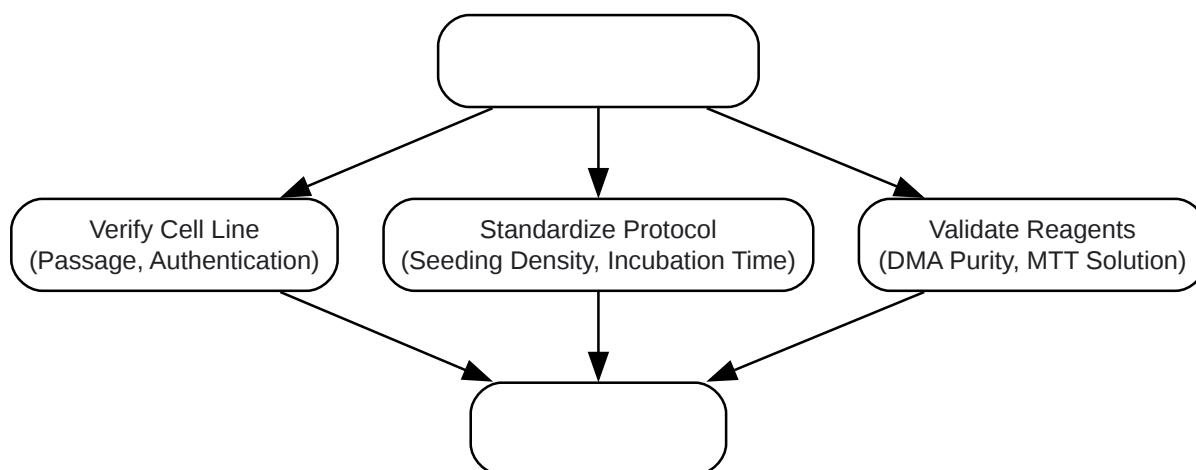 Verify Cell Line
(Passage, Authentication)
Standardize Protocol
(Seeding Density, Incubation Time)
Validate Reagents
(DMA Purity, MTT Solution)